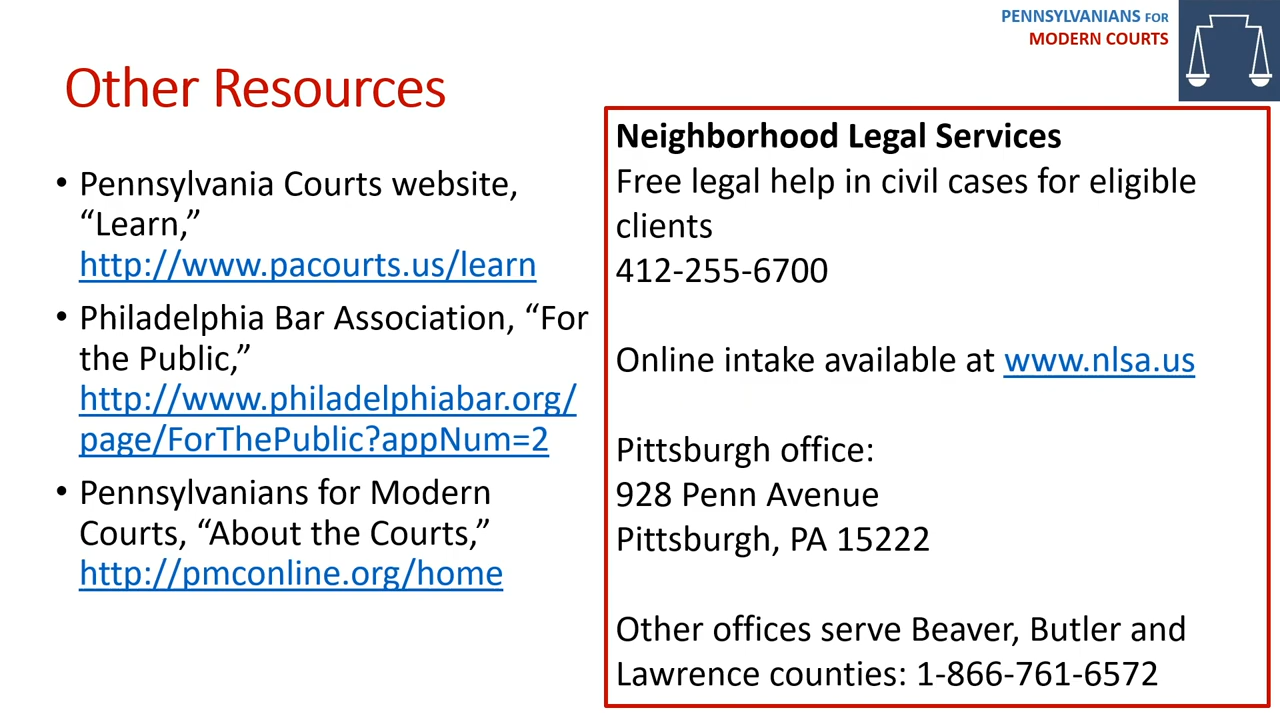 PENNSYLVANIANS FOR
MODERN COURTS
Other Resources
• Pennsylvania Courts website,
“Learn,”
http://www.pacourts.us/learn
• Philadelphia Bar Association, “For
the Public,”
http://www.philadelphiabar.org/
page/ForThePublic?appNum=2
• Pennsylvanians for Modern
Courts, “About the Courts,”
http://pmconline.org/home
Neighborhood Legal Services
Free legal help in civil cases for eligible
clients
412-255-6700
Online intake available at www.nlsa.us
Pittsburgh office:
928 Penn Avenue
Pittsburgh, PA 15222
Other offices serve Beaver, Butler and
Lawrence counties: 1-866-761-6572